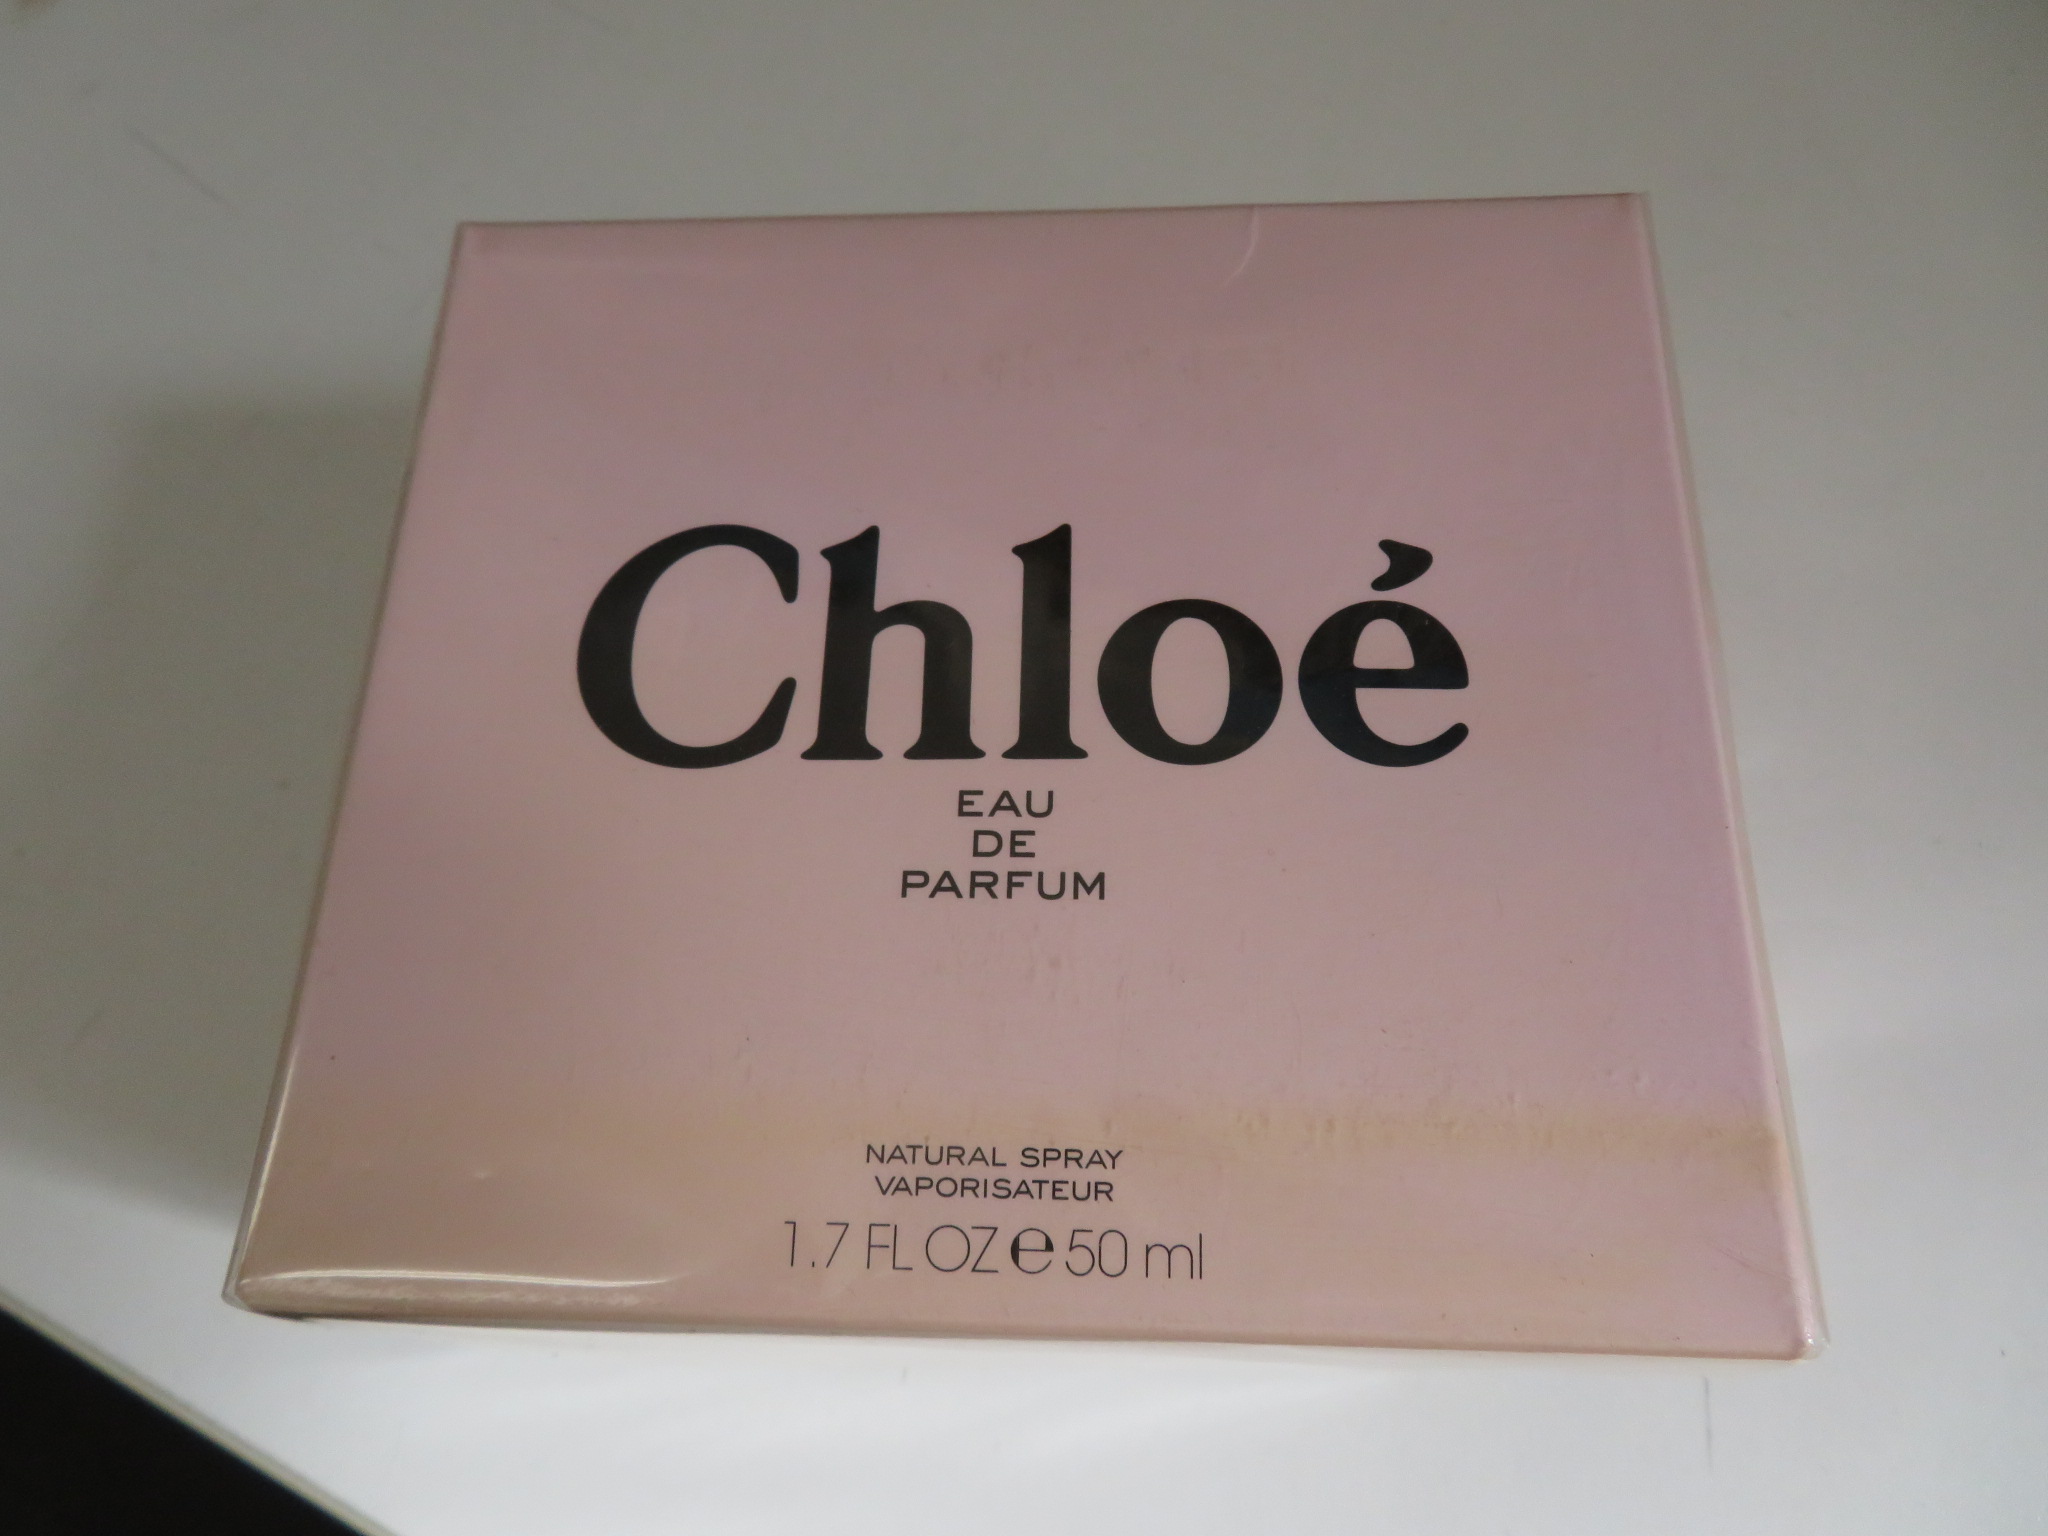 Chloé
EAU
DE
PARFUM
NATURAL SPRAY
VAPORISATEUR
1.7 FL OZ e 50 ml